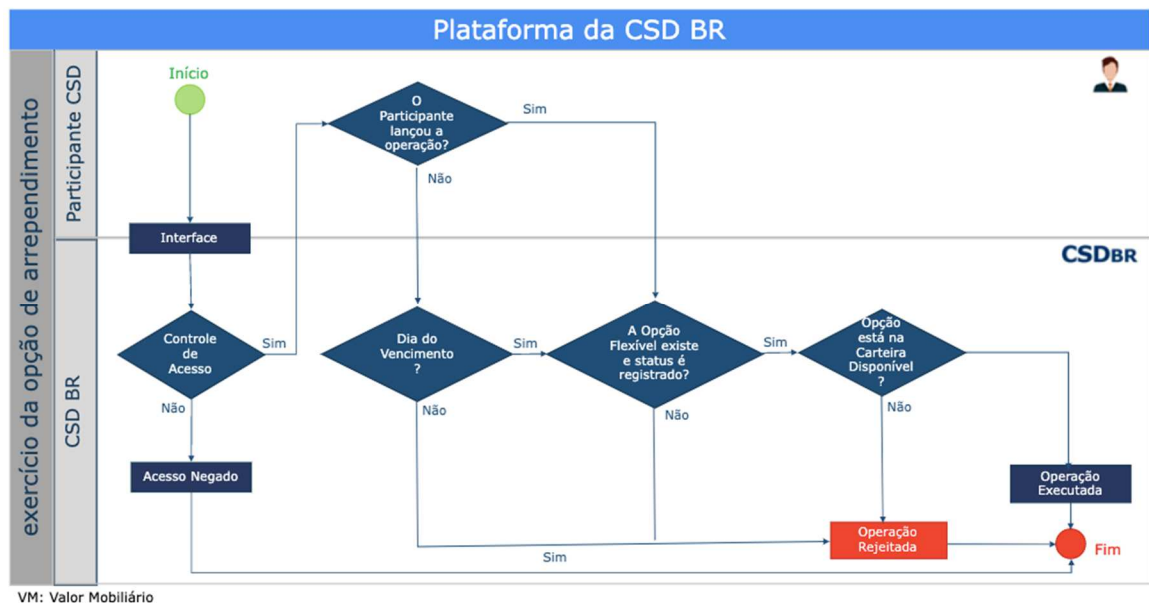 Plataforma da CSD BR
exercício da opção de arrependimento
Participante CSD
CSD BR
Início
O
Participante
lançou a
operação?
Sim
Não
Interface
CSDBR
Controle
de
Acesso
Sim
Não
Dia do
Vencimento
?
Sim
Não
A Opção
Flexível existe
e status é
registrado?
Sim
Não
Opção
está na
Carteira
Disponível
?
Não
Acesso Negado
Operação
Executada
Operação
Rejeitada
Sim
Fim
VM: Valor Mobiliário